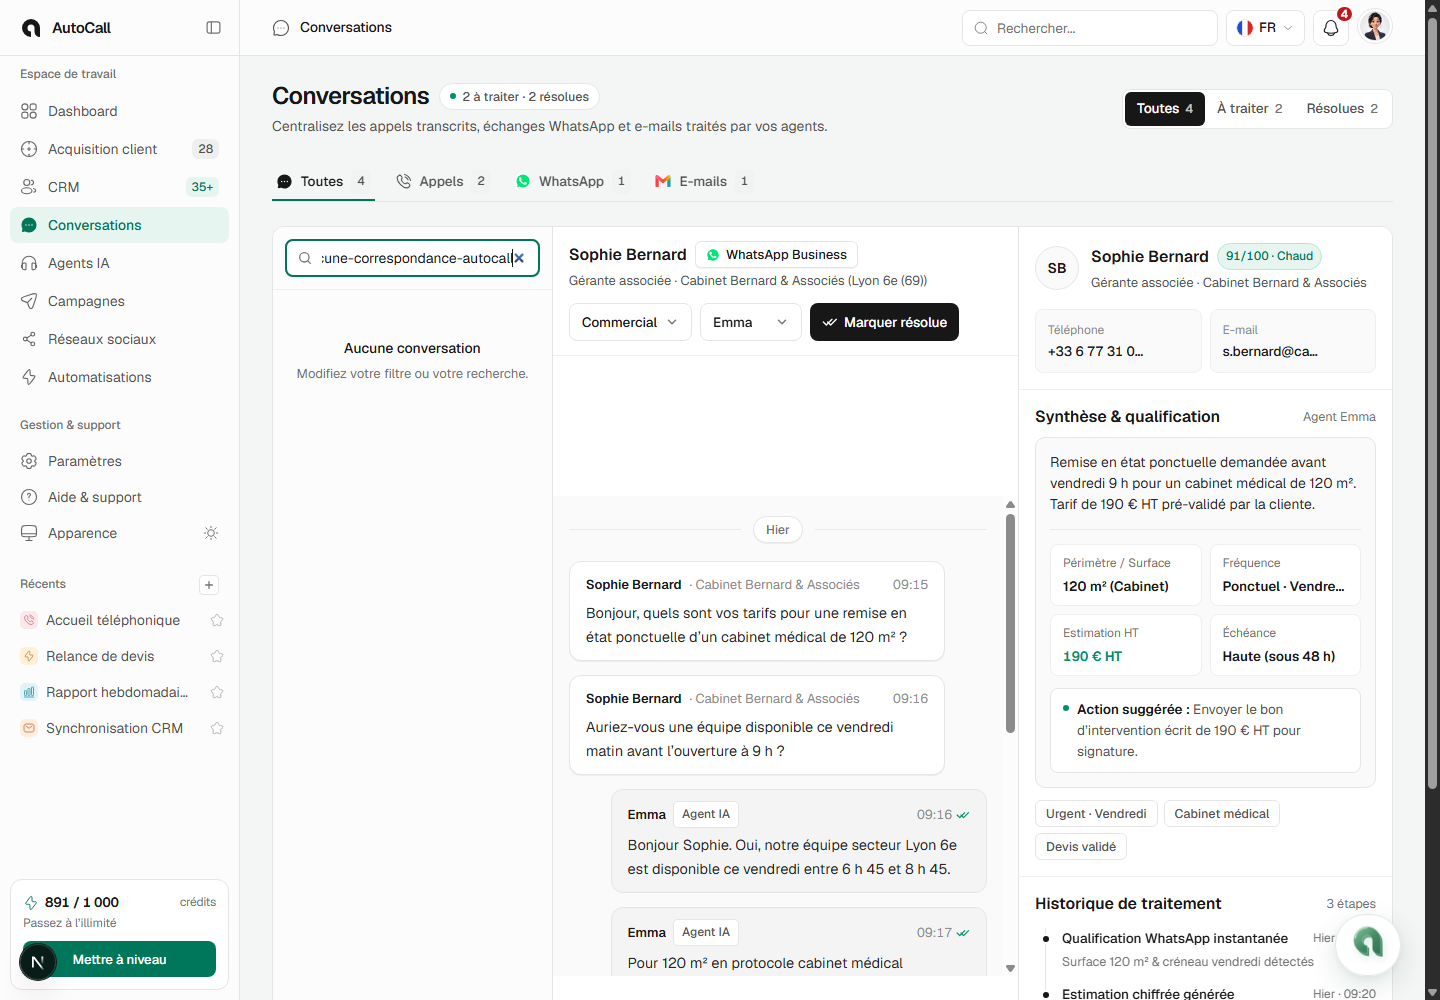 AutoCall
Conversations
Rechercher...
FR
4
Espace de travail
Dashboard
Acquisition client 28
CRM 35+
Conversations
Agents IA
Campagnes
Réseaux sociaux
Automatisations
Gestion & support
Paramètres
Aide & support
Apparence
Récents
+
Accueil téléphonique
Relance de devis
Rapport hebdomadai...
Synchronisation CRM
891 / 1 000 crédits
Passez à l'illimité
N
Mettre à niveau
Conversations
2 à traiter · 2 résolues
Centralisez les appels transcrits, échanges WhatsApp et e-mails traités par vos agents.
Toutes 4
À traiter 2
Résolues 2
Toutes 4
Appels 2
WhatsApp 1
E-mails 1
une-correspondance-autocall
Aucune conversation
Modifiez votre filtre ou votre recherche.
Sophie Bernard
WhatsApp Business
Gérante associée · Cabinet Bernard & Associés (Lyon 6e (69))
Commercial
Emma
Marquer résolue
Hier
Sophie Bernard · Cabinet Bernard & Associés 09:15
Bonjour, quels sont vos tarifs pour une remise en
état ponctuelle d'un cabinet médical de 120 m² ?
Sophie Bernard · Cabinet Bernard & Associés 09:16
Auriez-vous une équipe disponible ce vendredi
matin avant l'ouverture à 9 h ?
Emma Agent IA 09:16
Bonjour Sophie. Oui, notre équipe secteur Lyon 6e
est disponible ce vendredi entre 6 h 45 et 8 h 45.
Emma Agent IA 09:17
Pour 120 m² en protocole cabinet médical
SB
Sophie Bernard
91/100 · Chaud
Gérante associée · Cabinet Bernard & Associés
Téléphone
+33 6 77 31 0...
E-mail
s.bernard@ca...
Synthèse & qualification
Agent Emma
Remise en état ponctuelle demandée avant
vendredi 9 h pour un cabinet médical de 120 m².
Tarif de 190 € HT pré-validé par la cliente.
Périmètre / Surface
120 m² (Cabinet)
Fréquence
Ponctuel · Vendre...
Estimation HT
190 € HT
Échéance
Haute (sous 48 h)
Action suggérée : Envoyer le bon
d'intervention écrit de 190 € HT pour
signature.
Urgent · Vendredi
Cabinet médical
Devis validé
Historique de traitement
3 étapes
Qualification WhatsApp instantanée
Hier
Surface 120 m² & créneau vendredi détectés
Estimation chiffrée générée
Hier · 09:20